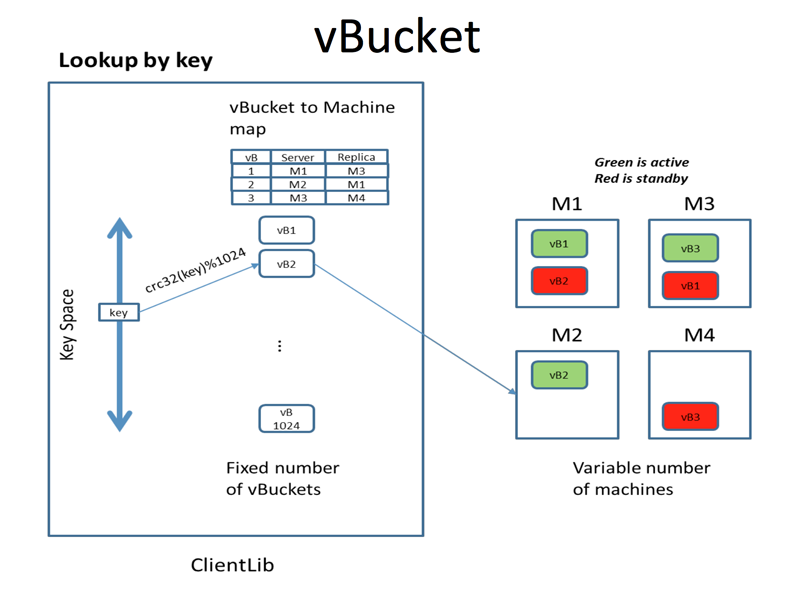 vBucket
Lookup by key
vBucket to Machine
map
vB Server Replica
1 M1 M3
2 M2 M1
3 M3 M4
vB1
vB2
crc32(key)%1024
key
Key Space
⋮
vB
1024
Fixed number
of vBuckets
ClientLib
Green is active
Red is standby
M1
vB1
vB2
M3
vB3
vB1
M2
vB2
M4
vB3
Variable number
of machines